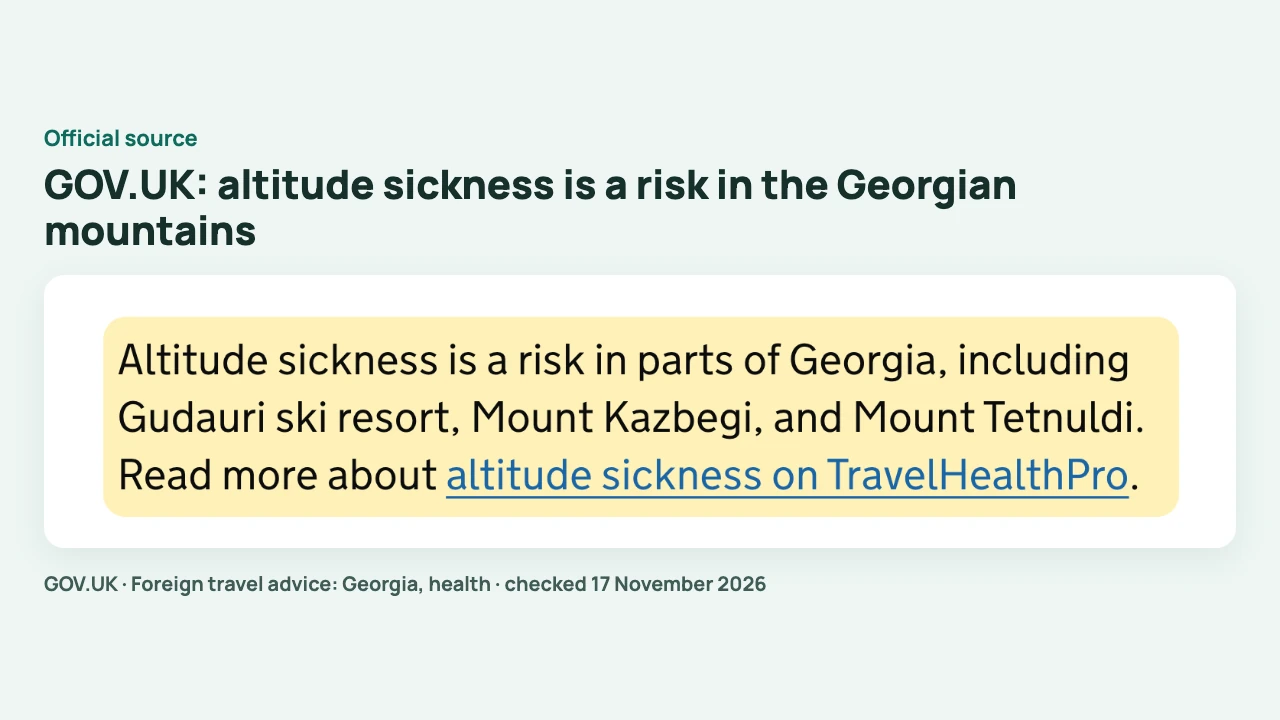 Official source
GOV.UK: altitude sickness is a risk in the Georgian
mountains
Altitude sickness is a risk in parts of Georgia, including
Gudauri ski resort, Mount Kazbegi, and Mount Tetnuldi.
Read more about altitude sickness on TravelHealthPro.
GOV.UK · Foreign travel advice: Georgia, health · checked 17 November 2026